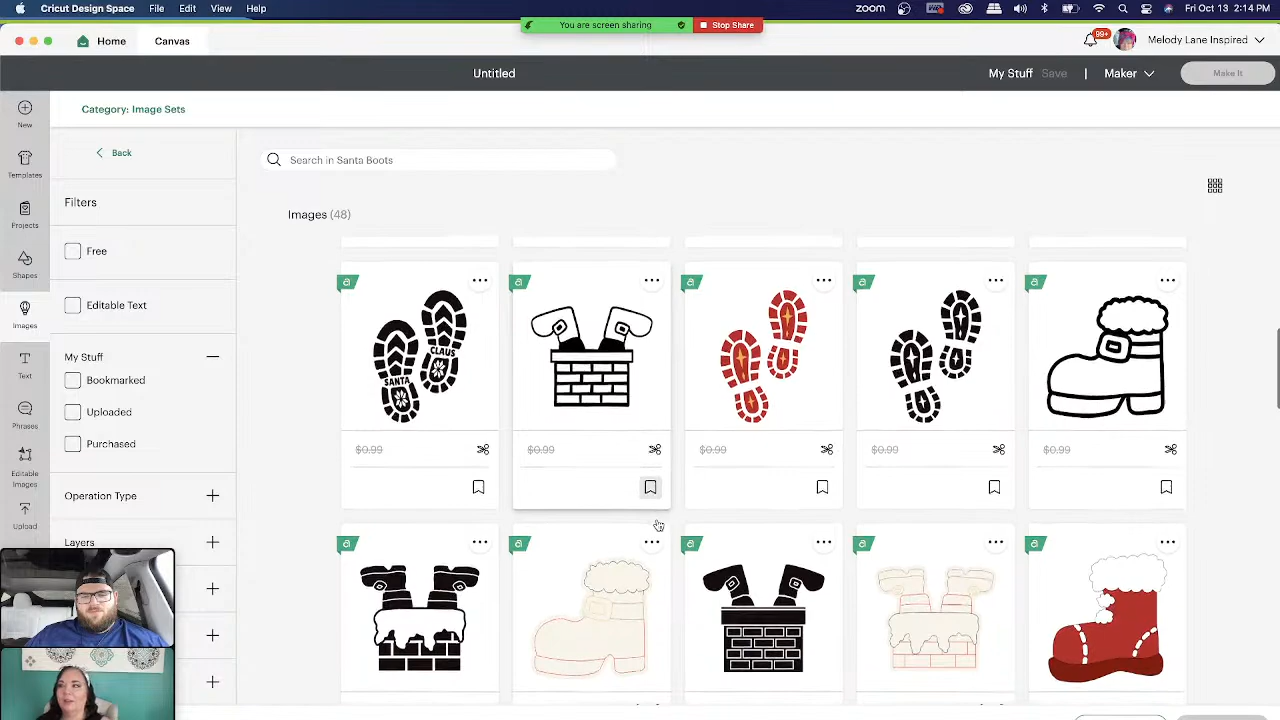 Cricut Design Space File Edit View Help
zoom Fri Oct 13 2:14 PM
You are screen sharing Stop Share
Home Canvas
99+ Melody Lane Inspired
Untitled
My Stuff Save | Maker Make It
New
Templates
Projects
Shapes
Images
Text
Phrases
Editable
Images
Upload
Category: Image Sets
Back
Filters
Free
Editable Text
My Stuff
Bookmarked
Uploaded
Purchased
Operation Type
Layers
Search in Santa Boots
Images (48)
SANTA
CLAUS
$0.99 $0.99 $0.99 $0.99 $0.99